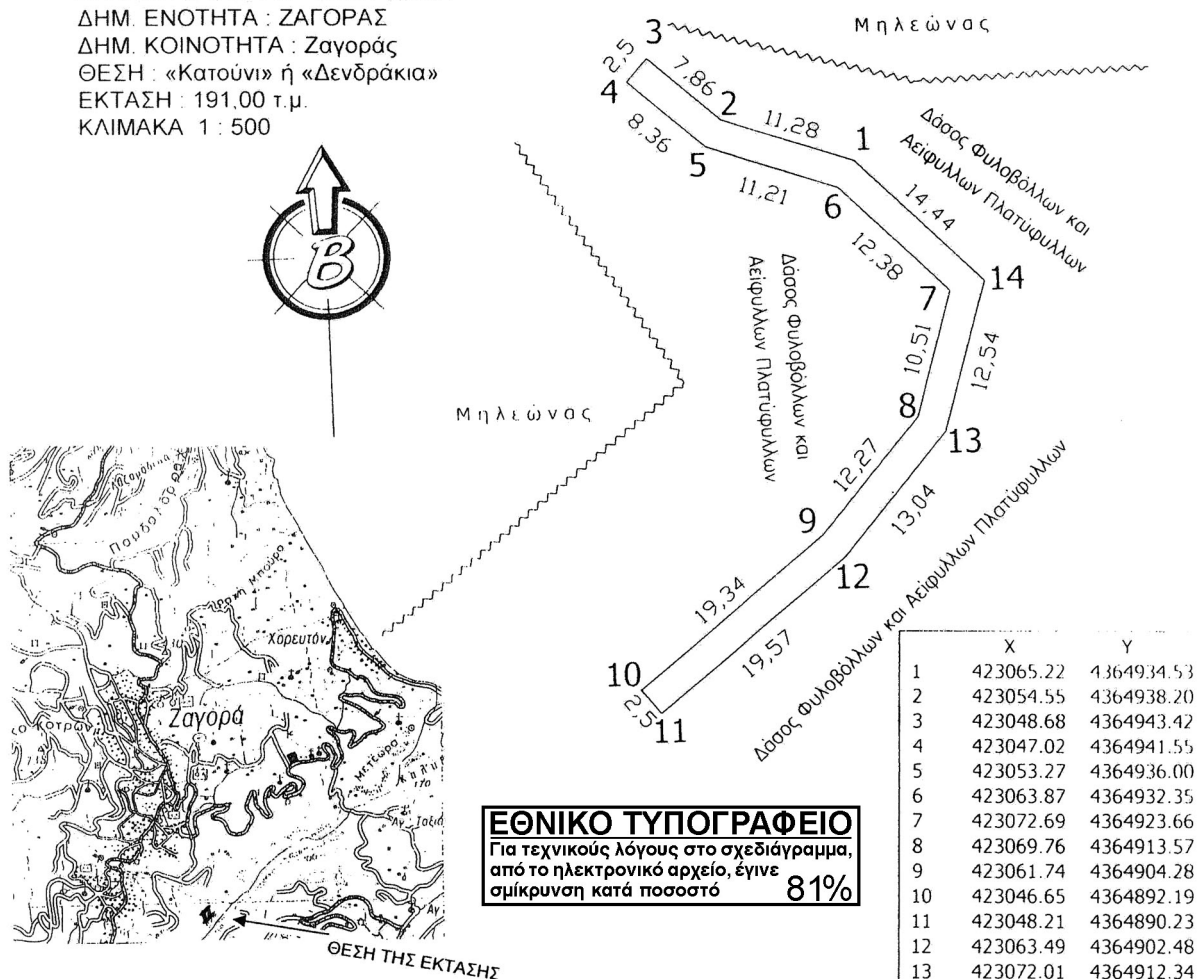 ΔΗΜ. ΕΝΟΤΗΤΑ : ΖΑΓΟΡΑΣ
ΔΗΜ. ΚΟΙΝΟΤΗΤΑ : Ζαγοράς
ΘΕΣΗ : «Κατούνι» ή «Δενδράκια»
ΕΚΤΑΣΗ : 191,00 τ.μ.
ΚΛΙΜΑΚΑ 1 : 500
Β
Μηλεώνας
3
2,5
4
7,86
2
11,28
1
8,36
5
11,21
6
14,44
12,38
7
14
10,51
12,54
8
13
12,27
13,04
9
12
19,34
19,57
10
2,5
11
Δάσος Φυλοβόλλων και
Αείφυλλων Πλατύφυλλων
Δάσος Φυλοβόλλων και
Αείφυλλων Πλατύφυλλων
Μηλεώνας
Δάσος Φυλοβόλλων και Αείφυλλων Πλατύφυλλων
Ράχη Μπούρα
Χορευτόν
Ζαγορά
Μετέωρα
ΘΕΣΗ ΤΗΣ ΕΚΤΑΣΗΣ
ΕΘΝΙΚΟ ΤΥΠΟΓΡΑΦΕΙΟ
Για τεχνικούς λόγους στο σχεδιάγραμμα,
από το ηλεκτρονικό αρχείο, έγινε
σμίκρυνση κατά ποσοστό 81%
X Y
1 423065.22 4364934.53
2 423054.55 4364938.20
3 423048.68 4364943.42
4 423047.02 4364941.55
5 423053.27 4364936.00
6 423063.87 4364932.35
7 423072.69 4364923.66
8 423069.76 4364913.57
9 423061.74 4364904.28
10 423046.65 4364892.19
11 423048.21 4364890.23
12 423063.49 4364902.48
13 423072.01 4364912.34